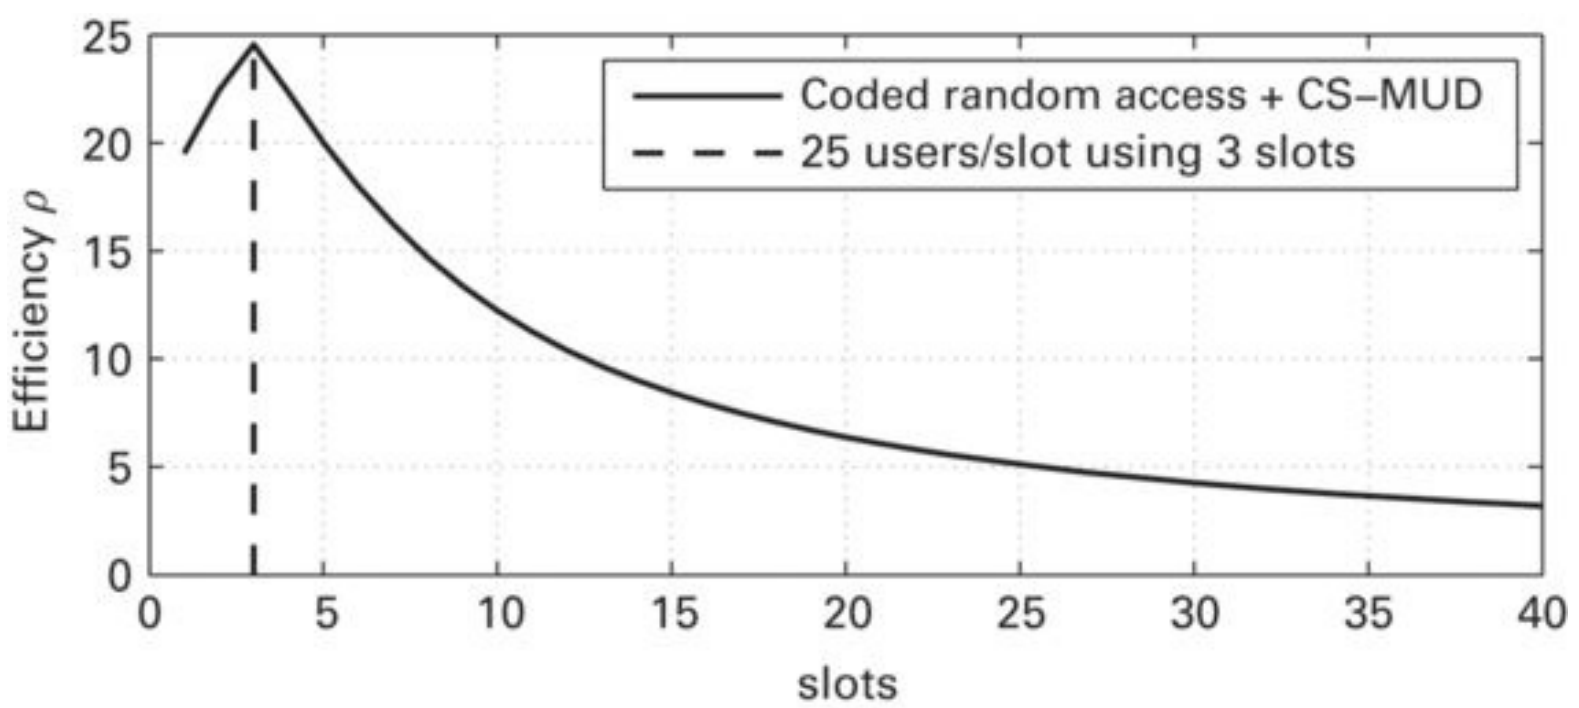 25
20
15
10
5
0
Efficiency ρ
Coded random access + CS–MUD
25 users/slot using 3 slots
0 5 10 15 20 25 30 35 40
slots